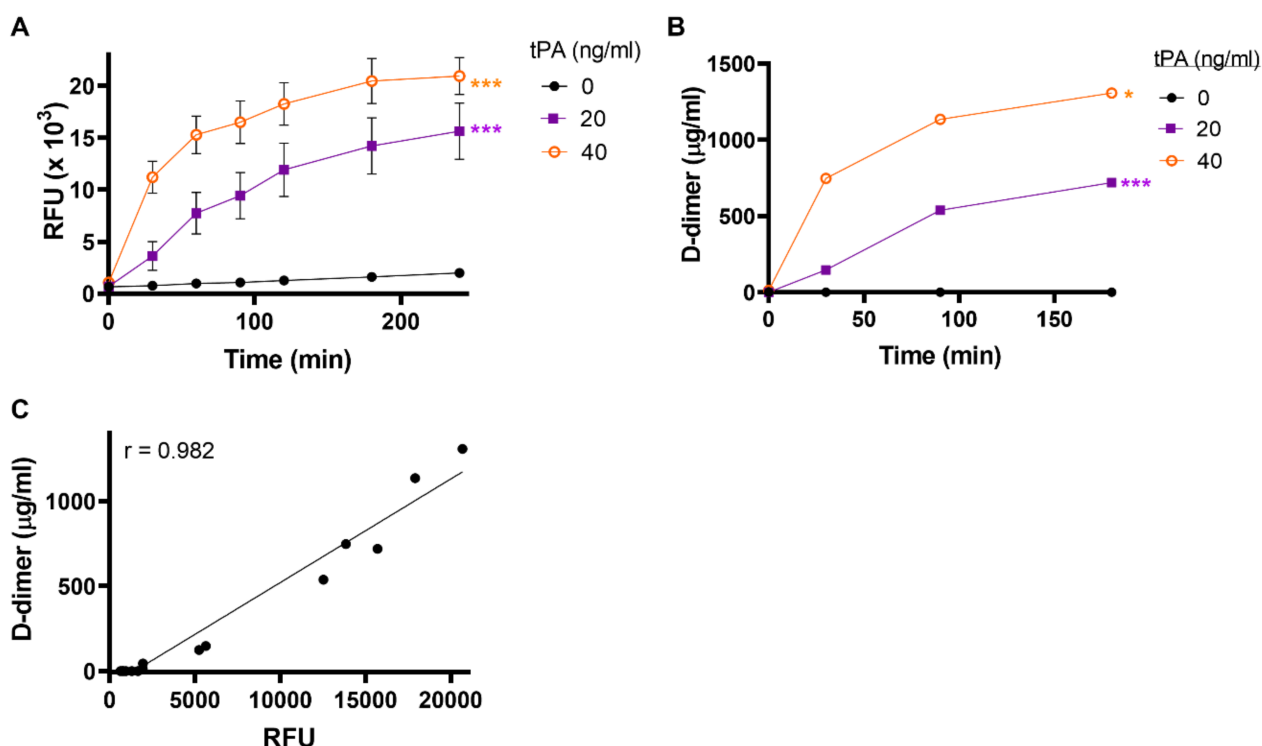 A
RFU (x 10³)
20
15
10
5
0
0 100 200
Time (min)
tPA (ng/ml)
0
20
40
***
***
B
D-dimer (μg/ml)
1500
1000
500
0
0 50 100 150
Time (min)
tPA (ng/ml)
0
20
40
*
***
C
r = 0.982
D-dimer (μg/ml)
1000
500
0
0 5000 10000 15000 20000
RFU